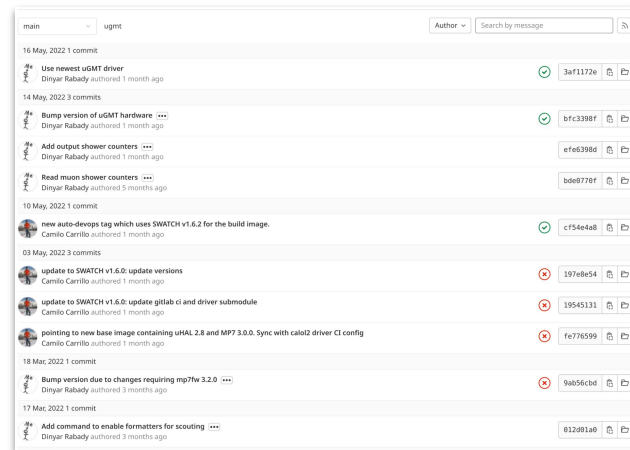 main ugmt Author Search by message
16 May, 2022 1 commit
Use newest uGMT driver
Dinyar Rabady authored 1 month ago
3af1172e
14 May, 2022 3 commits
Bump version of uGMT hardware
Dinyar Rabady authored 1 month ago
bfc3398f
Add output shower counters
Dinyar Rabady authored 1 month ago
efe6398d
Read muon shower counters
Dinyar Rabady authored 5 months ago
bde0770f
10 May, 2022 1 commit
new auto-devops tag which uses SWATCH v1.6.2 for the build image.
Camilo Carrillo authored 1 month ago
cf54e4a8
03 May, 2022 3 commits
update to SWATCH v1.6.0: update versions
Camilo Carrillo authored 1 month ago
197e8e54
update to SWATCH v1.6.0: update gitlab ci and driver submodule
Camilo Carrillo authored 1 month ago
19545131
pointing to new base image containing uHAL 2.8 and MP7 3.0.0. Sync with calol2 driver CI config
Camilo Carrillo authored 1 month ago
fe776599
18 Mar, 2022 1 commit
Bump version due to changes requiring mp7fw 3.2.0
Dinyar Rabady authored 3 months ago
9ab56cbd
17 Mar, 2022 1 commit
Add command to enable formatters for scouting
Dinyar Rabady authored 3 months ago
012d01a0